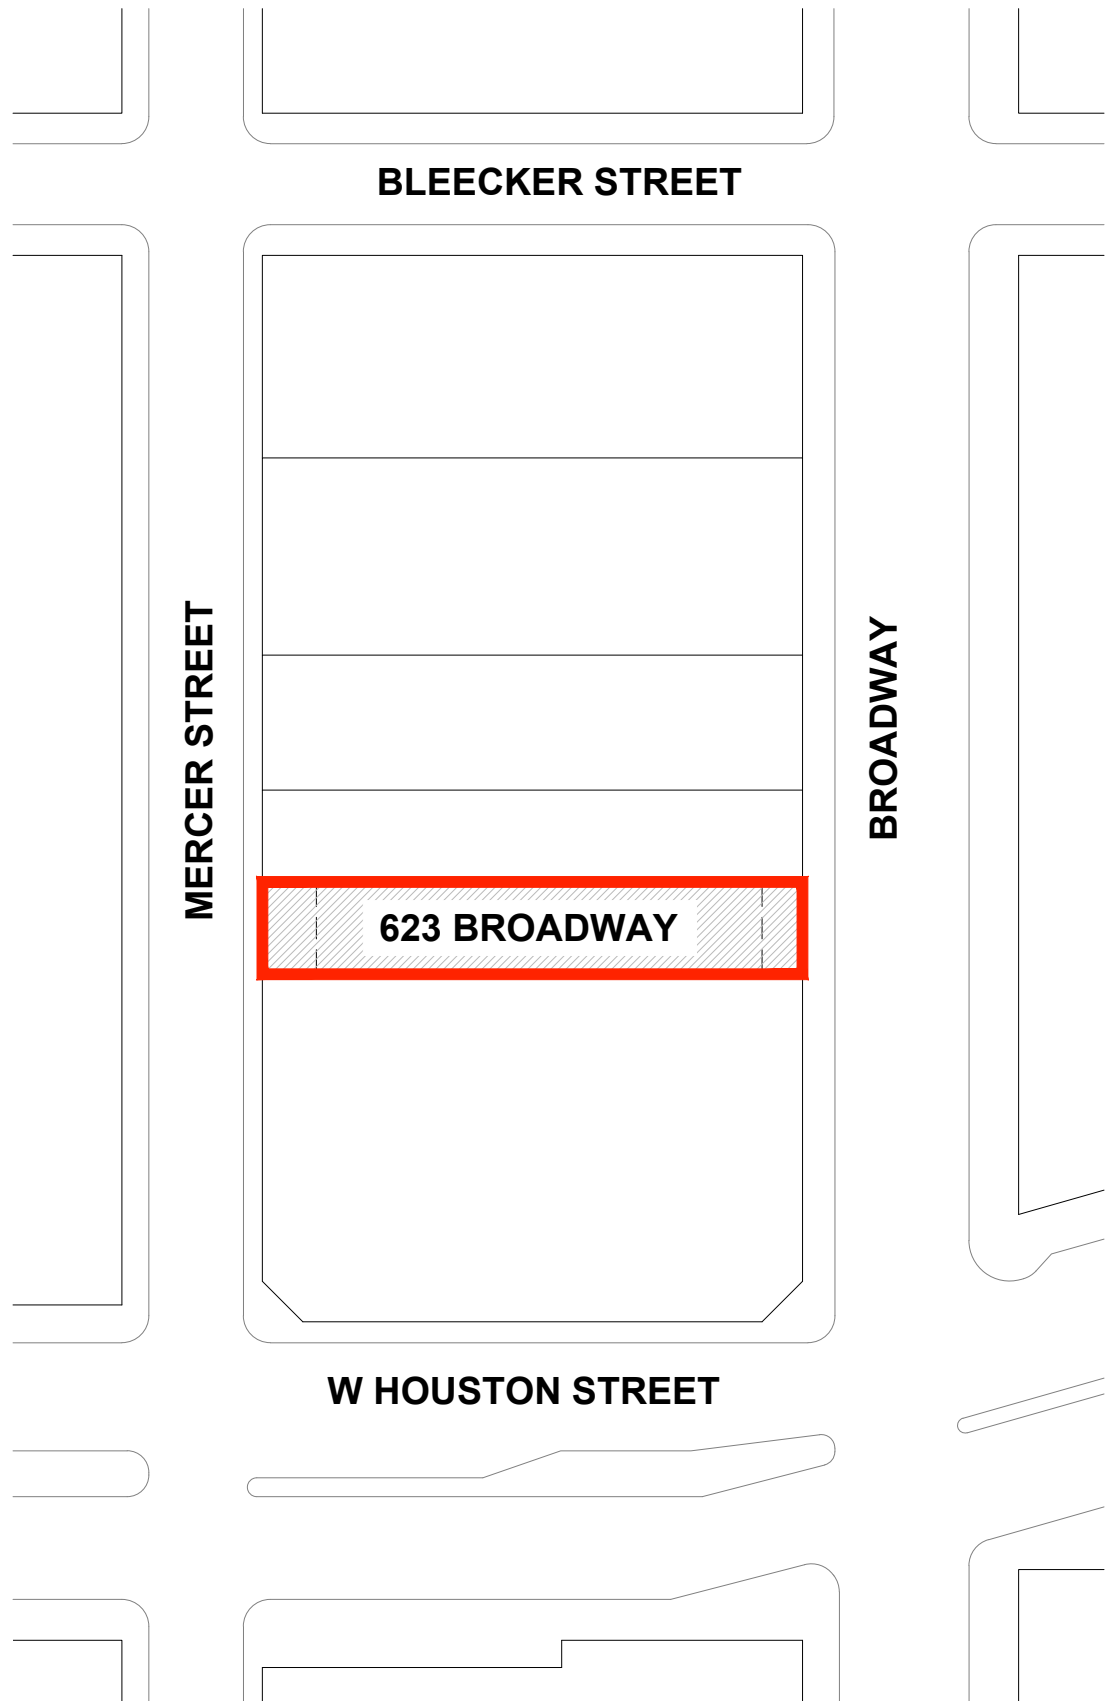 BLEECKER STREET
MERCER STREET
BROADWAY
623 BROADWAY
W HOUSTON STREET